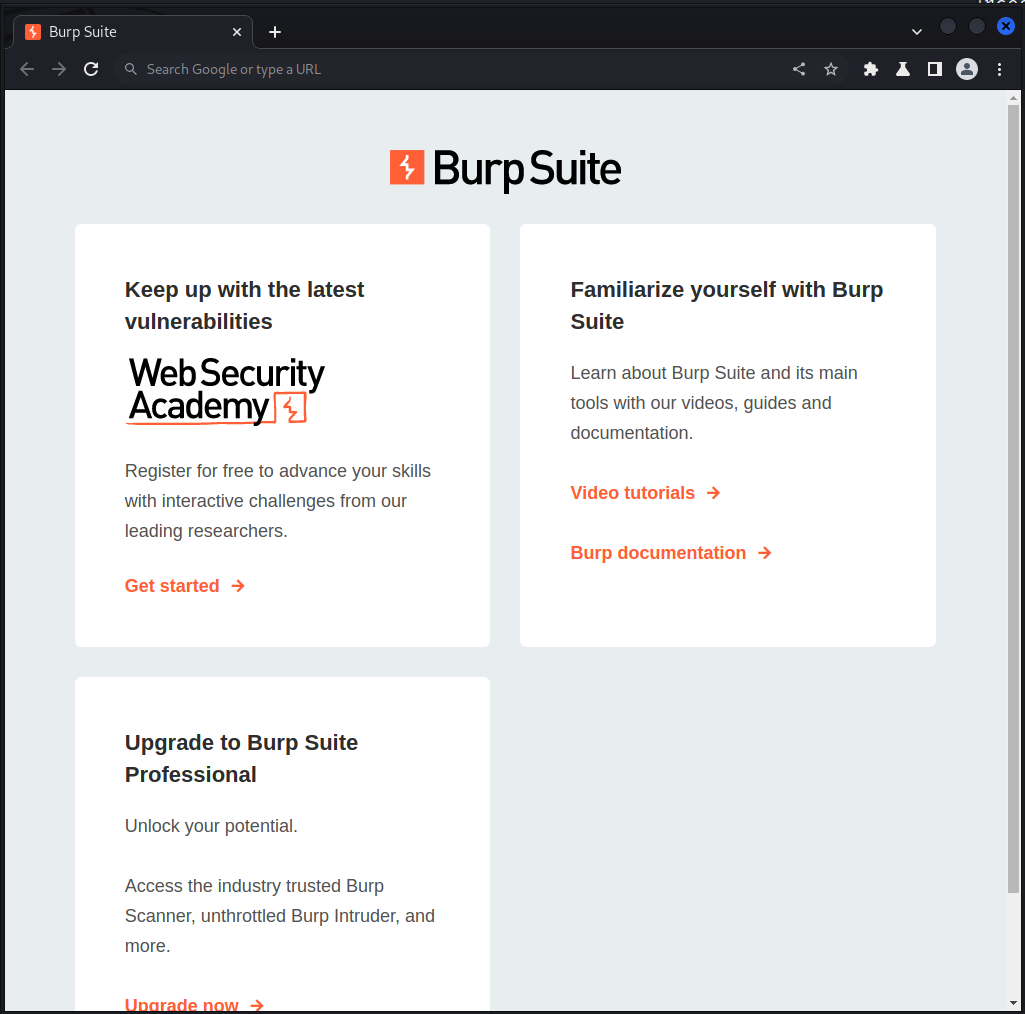 Burp Suite
Search Google or type a URL
Burp Suite
Keep up with the latest
vulnerabilities
Web Security
Academy
Register for free to advance your skills
with interactive challenges from our
leading researchers.
Get started
Familiarize yourself with Burp
Suite
Learn about Burp Suite and its main
tools with our videos, guides and
documentation.
Video tutorials
Burp documentation
Upgrade to Burp Suite
Professional
Unlock your potential.
Access the industry trusted Burp
Scanner, unthrottled Burp Intruder, and
more.
Upgrade now